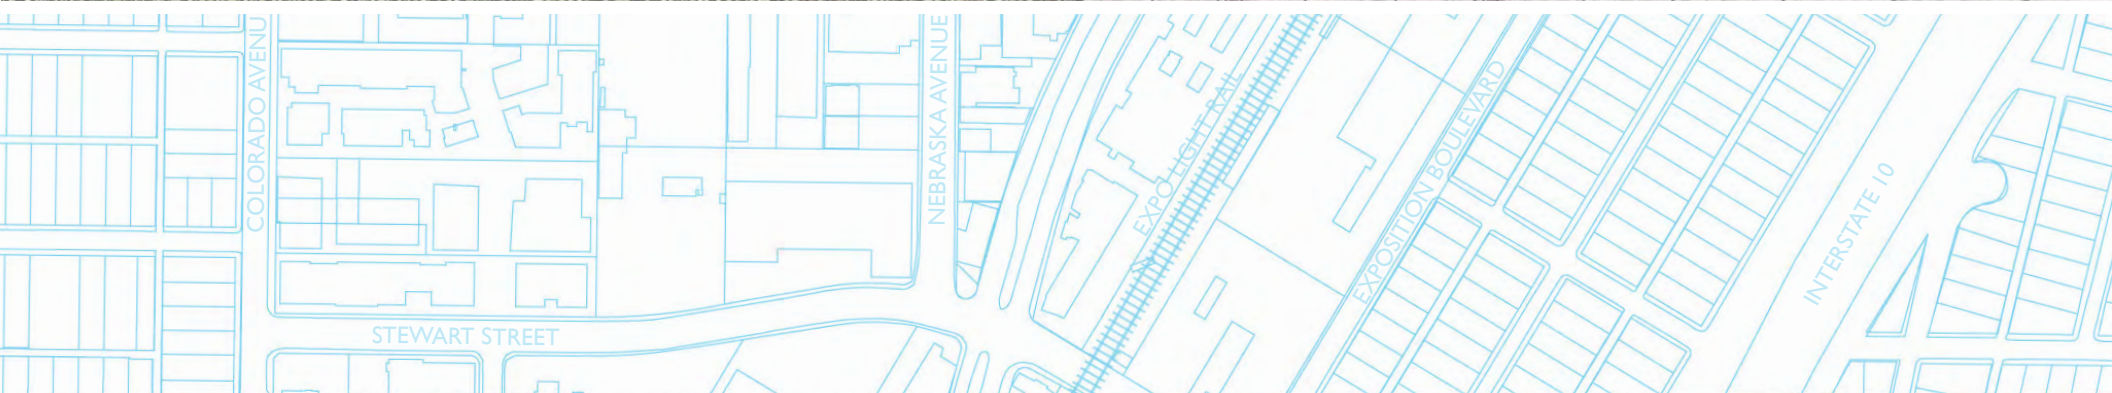 COLORADO AVENU
NEBRASKA AVENUE
EXPO LIGHT RAIL
EXPOSITION BOULEVARD
INTERSTATE 10
STEWART STREET